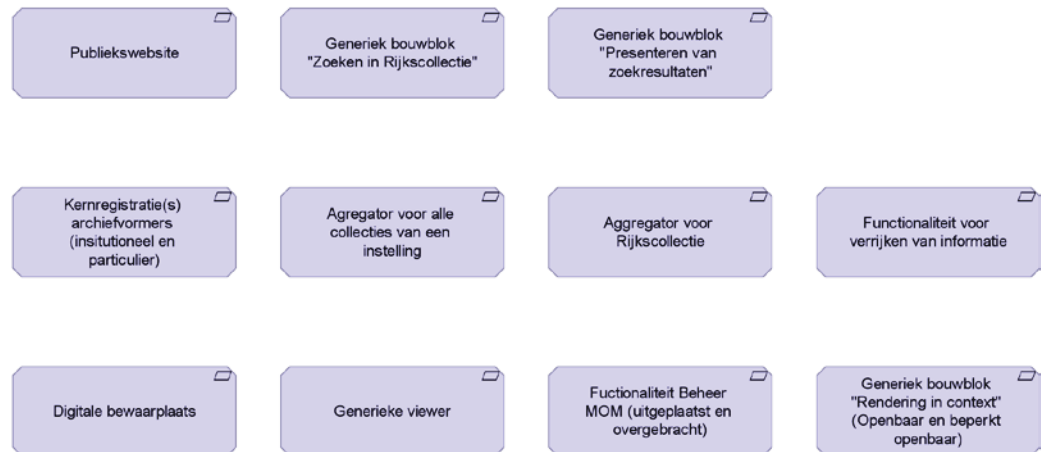 Publiekswebsite
Generiek bouwblok
"Zoeken in Rijkscollectie"
Generiek bouwblok
"Presenteren van
zoekresultaten"
Kernregistratie(s)
archiefvormers
(insitutioneel en
particulier)
Agregator voor alle
collecties van een
instelling
Aggregator voor
Rijkscollectie
Functionaliteit voor
verrijken van informatie
Digitale bewaarplaats
Generieke viewer
Fuctionaliteit Beheer
MOM (uitgeplaatst en
overgebracht)
Generiek bouwblok
"Rendering in context"
(Openbaar en beperkt
openbaar)